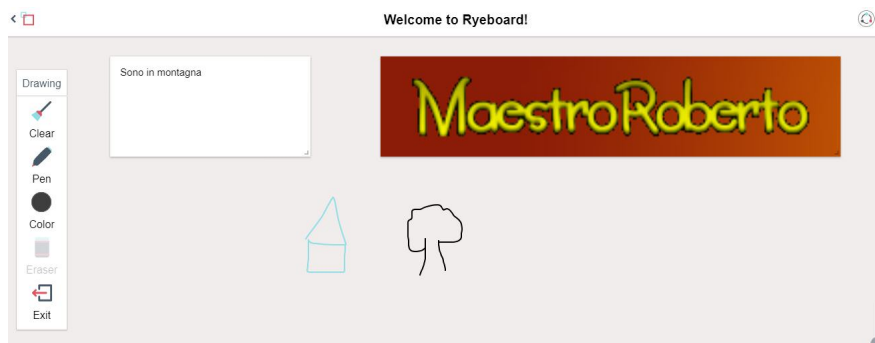 Welcome to Ryeboard!
Drawing
Clear
Pen
Color
Eraser
Exit
Sono in montagna
MaestroRoberto